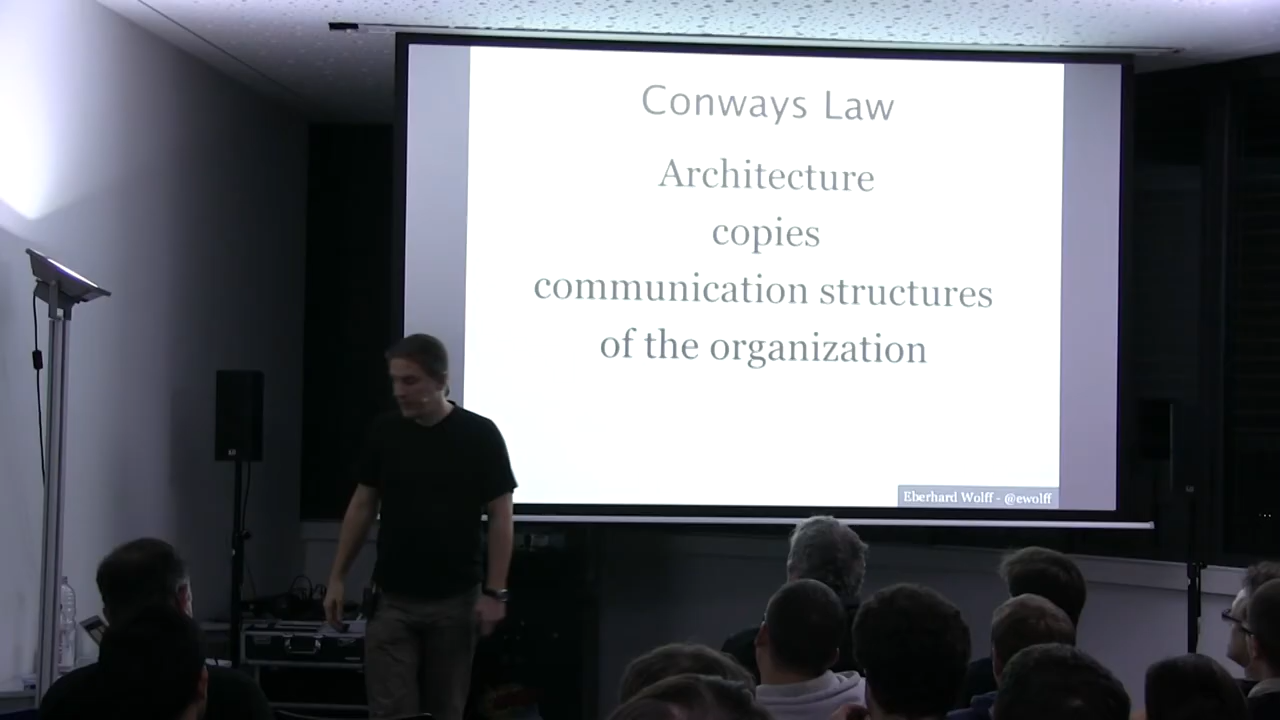 Conways Law
Architecture
copies
communication structures
of the organization
Eberhard Wolff - @ewolff